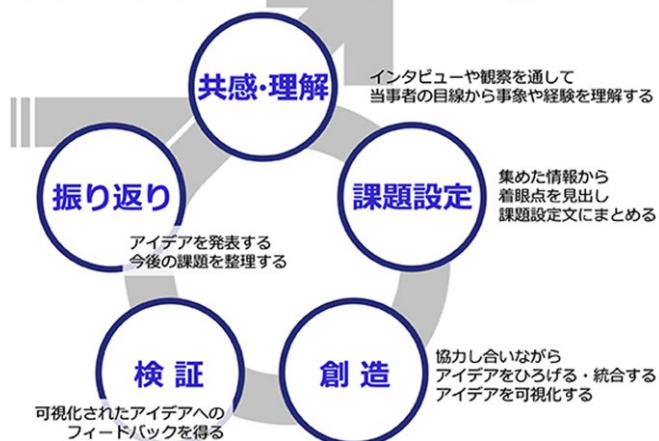 共感・理解
インタビューや観察を通して
当事者の目線から事象や経験を理解する
課題設定
集めた情報から
着眼点を見出し
課題設定文にまとめる
創造
協力し合いながら
アイデアをひろげる・統合する
アイデアを可視化する
検証
可視化されたアイデアへの
フィードバックを得る
振り返り
アイデアを発表する
今後の課題を整理する